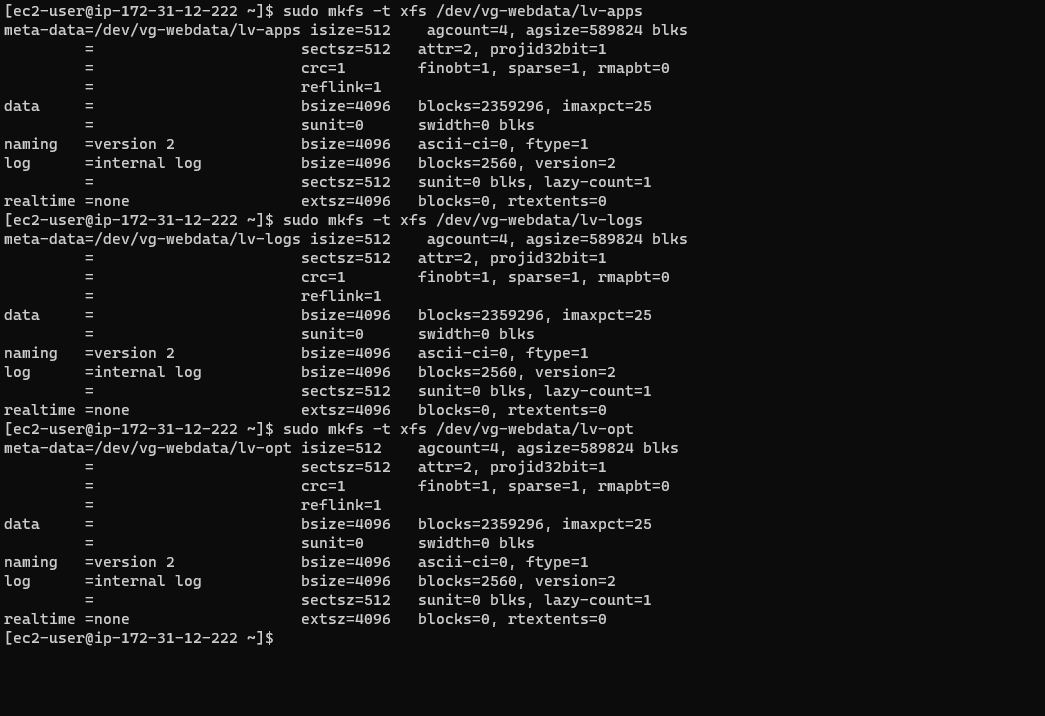 [ec2-user@ip-172-31-12-222 ~]$ sudo mkfs -t xfs /dev/vg-webdata/lv-apps
meta-data=/dev/vg-webdata/lv-apps isize=512    agcount=4, agsize=589824 blks
         =                       sectsz=512   attr=2, projid32bit=1
         =                       crc=1        finobt=1, sparse=1, rmapbt=0
         =                       reflink=1
data     =                       bsize=4096   blocks=2359296, imaxpct=25
         =                       sunit=0      swidth=0 blks
naming   =version 2              bsize=4096   ascii-ci=0, ftype=1
log      =internal log           bsize=4096   blocks=2560, version=2
         =                       sectsz=512   sunit=0 blks, lazy-count=1
realtime =none                   extsz=4096   blocks=0, rtextents=0
[ec2-user@ip-172-31-12-222 ~]$ sudo mkfs -t xfs /dev/vg-webdata/lv-logs
meta-data=/dev/vg-webdata/lv-logs isize=512    agcount=4, agsize=589824 blks
         =                       sectsz=512   attr=2, projid32bit=1
         =                       crc=1        finobt=1, sparse=1, rmapbt=0
         =                       reflink=1
data     =                       bsize=4096   blocks=2359296, imaxpct=25
         =                       sunit=0      swidth=0 blks
naming   =version 2              bsize=4096   ascii-ci=0, ftype=1
log      =internal log           bsize=4096   blocks=2560, version=2
         =                       sectsz=512   sunit=0 blks, lazy-count=1
realtime =none                   extsz=4096   blocks=0, rtextents=0
[ec2-user@ip-172-31-12-222 ~]$ sudo mkfs -t xfs /dev/vg-webdata/lv-opt
meta-data=/dev/vg-webdata/lv-opt isize=512    agcount=4, agsize=589824 blks
         =                       sectsz=512   attr=2, projid32bit=1
         =                       crc=1        finobt=1, sparse=1, rmapbt=0
         =                       reflink=1
data     =                       bsize=4096   blocks=2359296, imaxpct=25
         =                       sunit=0      swidth=0 blks
naming   =version 2              bsize=4096   ascii-ci=0, ftype=1
log      =internal log           bsize=4096   blocks=2560, version=2
         =                       sectsz=512   sunit=0 blks, lazy-count=1
realtime =none                   extsz=4096   blocks=0, rtextents=0
[ec2-user@ip-172-31-12-222 ~]$